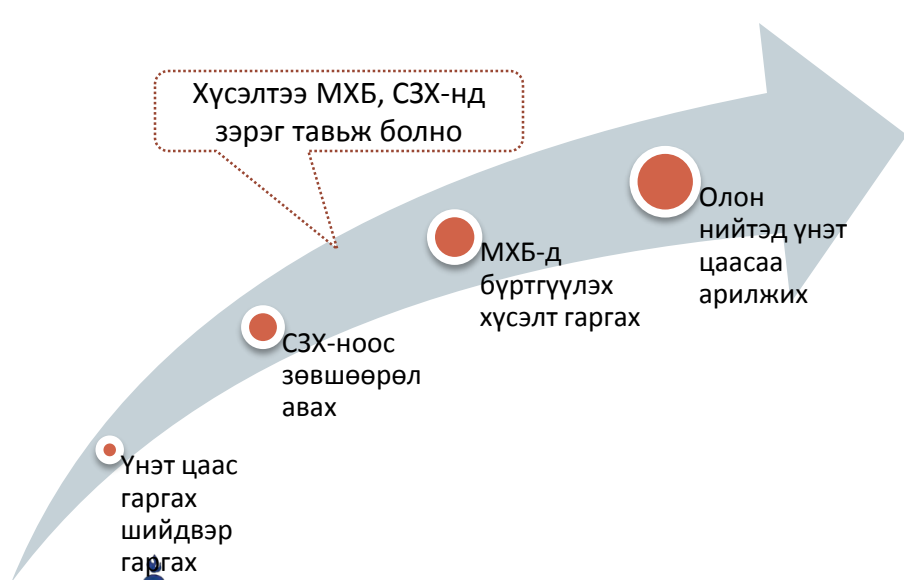 Хүсэлтээ МХБ, СЗХ-нд
зэрэг тавьж болно
Олон
нийтэд үнэт
цаасаа
арилжих
МХБ-д
бүртгүүлэх
хүсэлт гаргах
СЗХ-ноос
зөвшөөрөл
авах
Үнэт цаас
гаргах
шийдвэр
гаргах